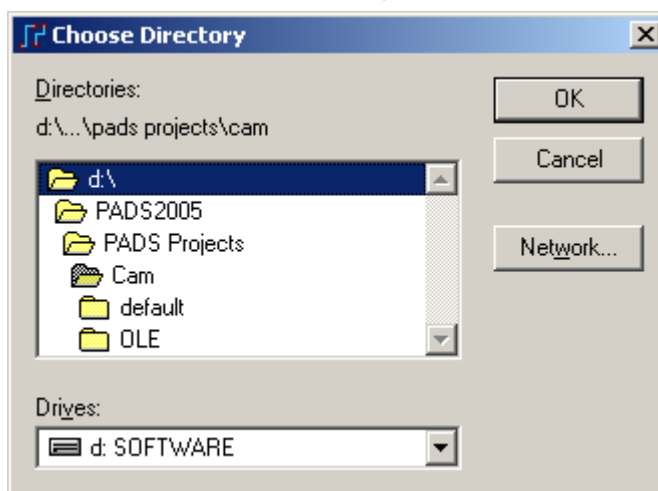 Choose Directory
Directories:
d:\...\pads projects\cam
d:\
PADS2005
PADS Projects
Cam
default
OLE
OK
Cancel
Network...
Drives:
d: SOFTWARE